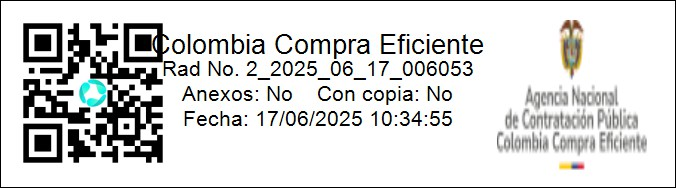 Colombia Compra Eficiente
Rad No. 2_2025_06_17_006053
Anexos: No    Con copia: No
Fecha: 17/06/2025 10:34:55
Agencia Nacional
de Contratación Pública
Colombia Compra Eficiente